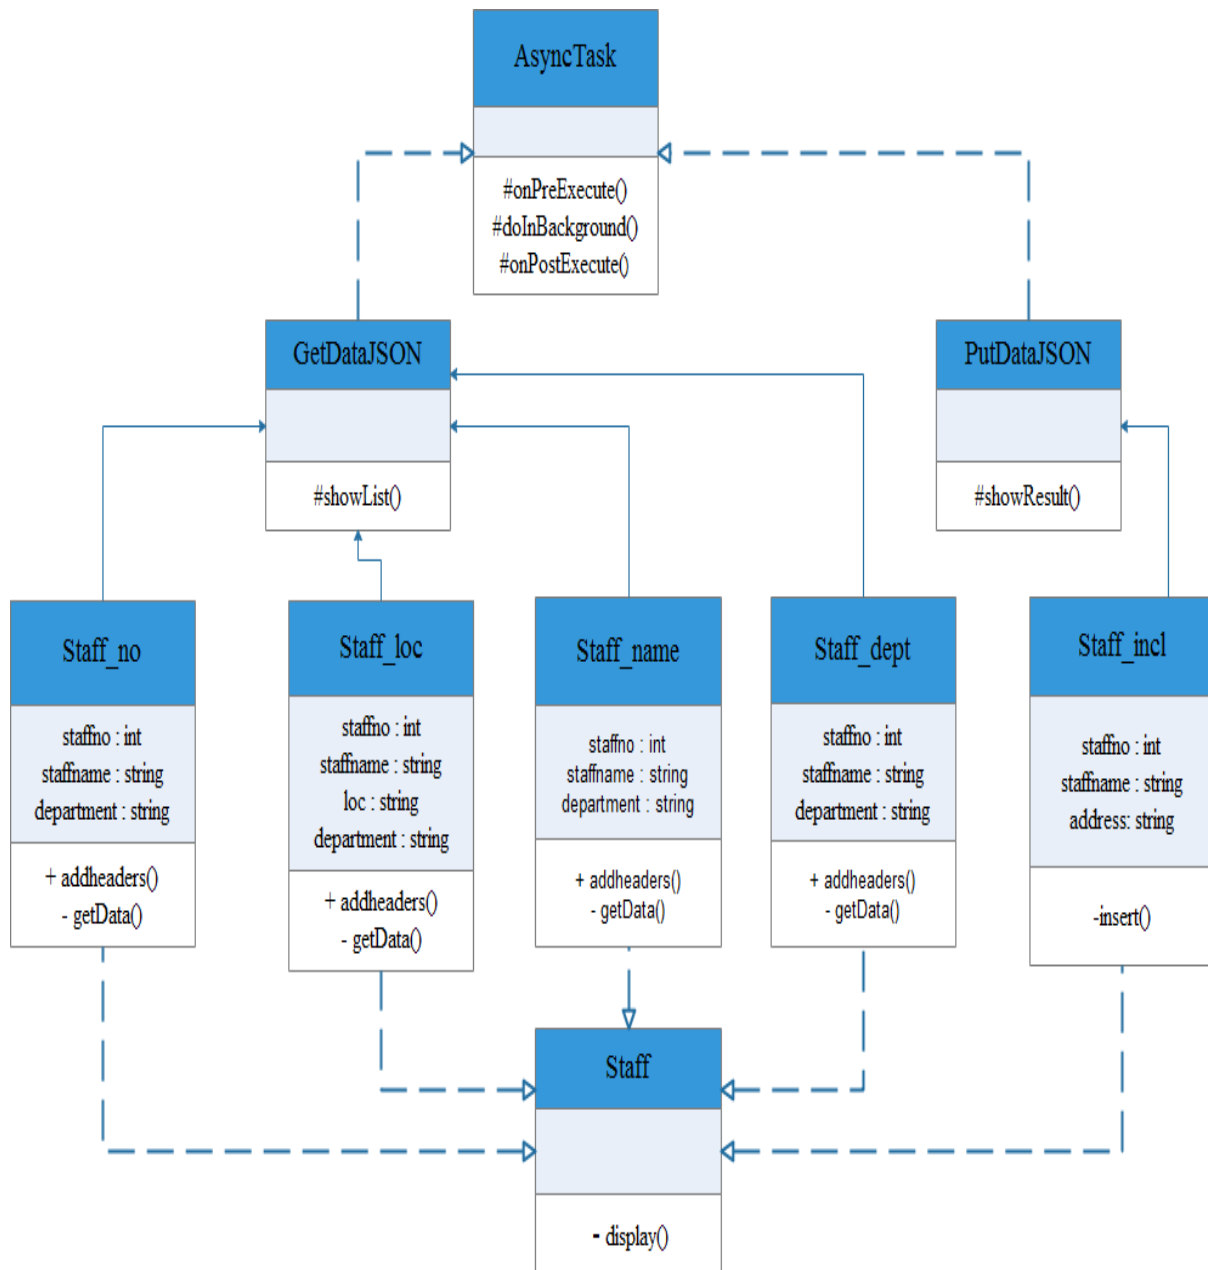 AsyncTask
#onPreExecute()
#doInBackground()
#onPostExecute()
GetDataJSON
#showList()
PutDataJSON
#showResult()
Staff_no
staffno : int
staffname : string
department : string
+ addheaders()
- getData()
Staff_loc
staffno : int
staffname : string
loc : string
department : string
+ addheaders()
- getData()
Staff_name
staffno : int
staffname : string
department : string
+ addheaders()
- getData()
Staff_dept
staffno : int
staffname : string
department : string
+ addheaders()
- getData()
Staff_incl
staffno : int
staffname : string
address: string
-insert()
Staff
- display()